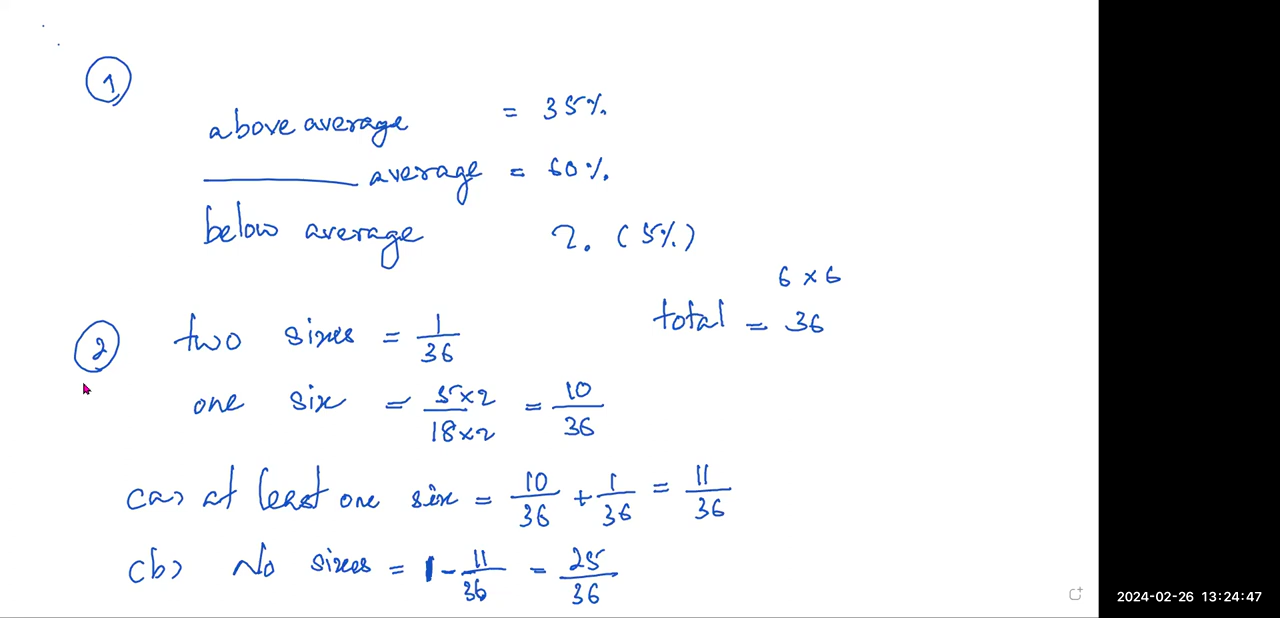 1
above average = 35%
average = 60%
below average ?. (5%)
6 × 6
total = 36
2 two sixes = 1/36
one six = 5×2/18×2 = 10/36
(a) at least one six = 10/36 + 1/36 = 11/36
(b) No sixes = 1 - 11/36 = 25/36
2024-02-26 13:24:47